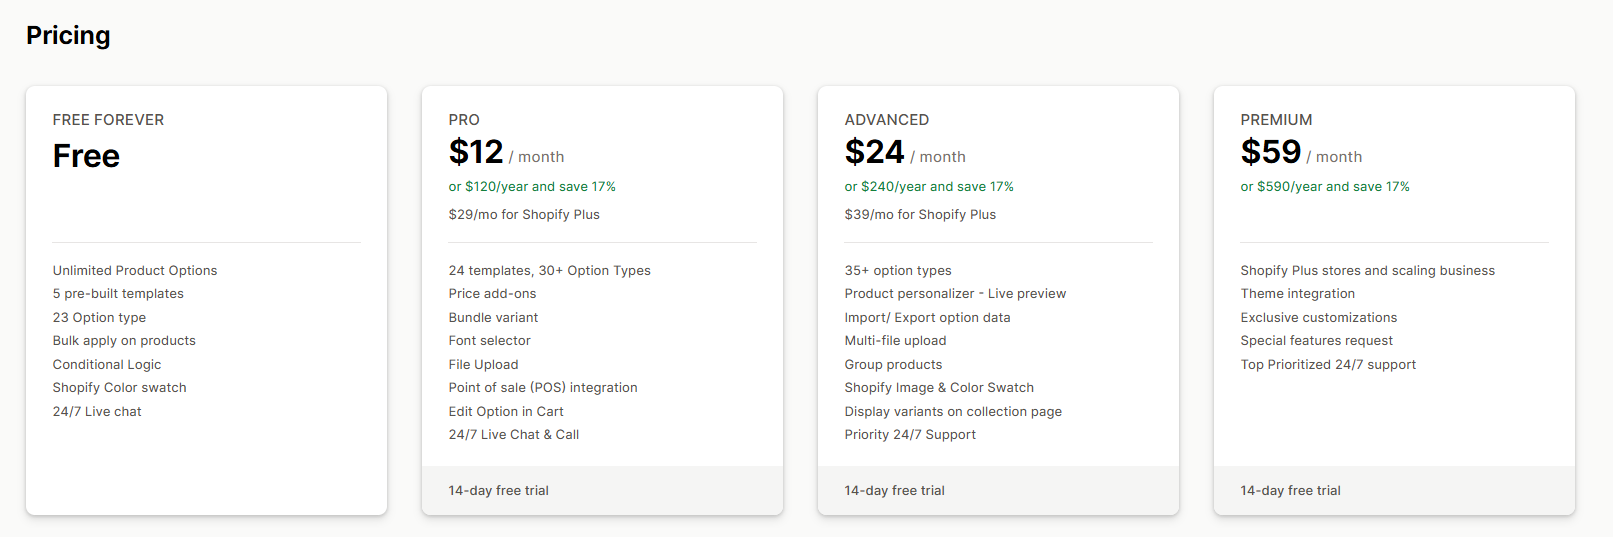 Pricing
FREE FOREVER
Free
Unlimited Product Options
5 pre-built templates
23 Option type
Bulk apply on products
Conditional Logic
Shopify Color swatch
24/7 Live chat
PRO
$12 / month
or $120/year and save 17%
$29/mo for Shopify Plus
24 templates, 30+ Option Types
Price add-ons
Bundle variant
Font selector
File Upload
Point of sale (POS) integration
Edit Option in Cart
24/7 Live Chat & Call
14-day free trial
ADVANCED
$24 / month
or $240/year and save 17%
$39/mo for Shopify Plus
35+ option types
Product personalizer - Live preview
Import/ Export option data
Multi-file upload
Group products
Shopify Image & Color Swatch
Display variants on collection page
Priority 24/7 Support
14-day free trial
PREMIUM
$59 / month
or $590/year and save 17%
Shopify Plus stores and scaling business
Theme integration
Exclusive customizations
Special features request
Top Prioritized 24/7 support
14-day free trial